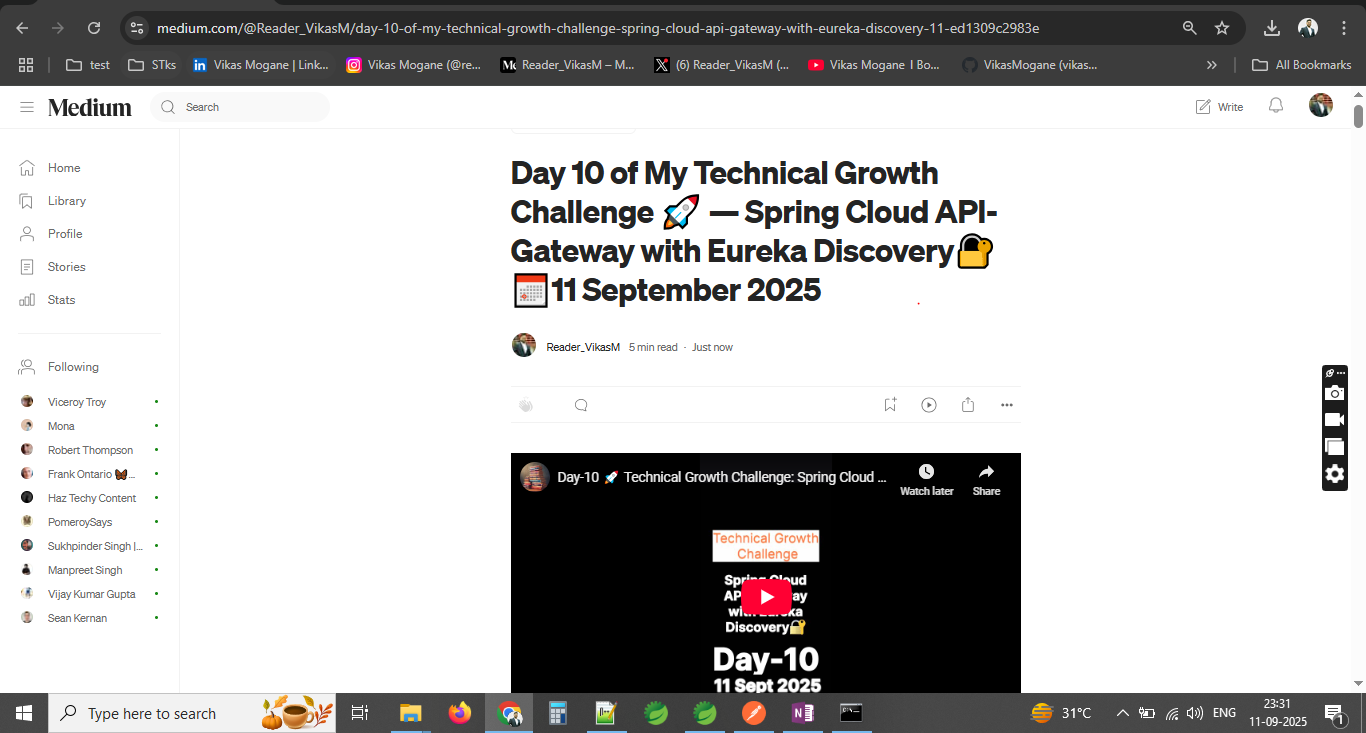 medium.com/@Reader_VikasM/day-10-of-my-technical-growth-challenge-spring-cloud-api-gateway-with-eureka-discovery-11-ed1309c2983e
test
STks
Vikas Mogane | Link...
Vikas Mogane (@re...
Reader_VikasM – M...
(6) Reader_VikasM (...
Vikas Mogane I Bo...
VikasMogane (vikas...
»
All Bookmarks
Medium
Search
Write
Home
Library
Profile
Stories
Stats
Following
Viceroy Troy
Mona
Robert Thompson
Frank Ontario 🦋...
Haz Techy Content
PomeroySays
Sukhpinder Singh |...
Manpreet Singh
Vijay Kumar Gupta
Sean Kernan
Day 10 of My Technical Growth
Challenge 🚀 — Spring Cloud API-
Gateway with Eureka Discovery🔐
📅11 September 2025
Reader_VikasM 5 min read · Just now
Day-10 🚀 Technical Growth Challenge: Spring Cloud ...
Watch later
Share
Technical Growth
Challenge
Spring Cloud
with Eureka
Discovery🔐
Day-10
11 Sept 2025
Type here to search
31°C
ENG
23:31
11-09-2025
1